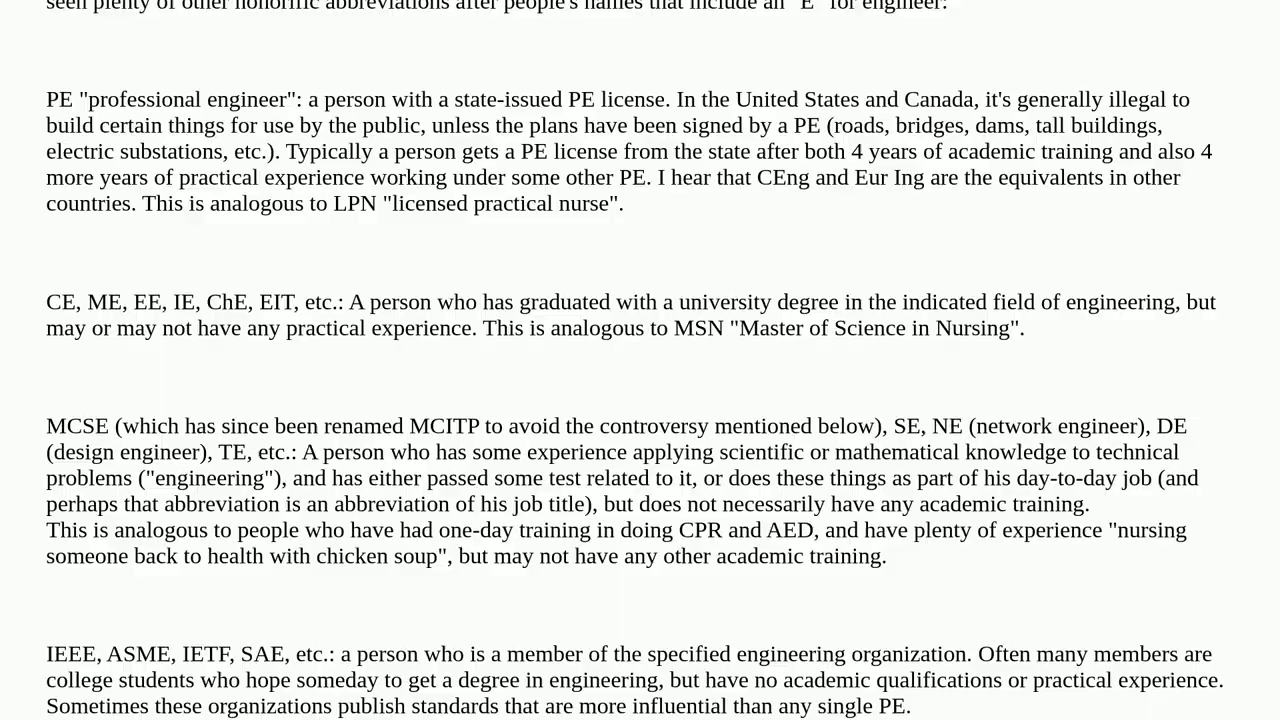 seen plenty of other honorific abbreviations after people's names that include an "E" for engineer:
PE "professional engineer": a person with a state-issued PE license. In the United States and Canada, it's generally illegal to
build certain things for use by the public, unless the plans have been signed by a PE (roads, bridges, dams, tall buildings,
electric substations, etc.). Typically a person gets a PE license from the state after both 4 years of academic training and also 4
more years of practical experience working under some other PE. I hear that CEng and Eur Ing are the equivalents in other
countries. This is analogous to LPN "licensed practical nurse".
CE, ME, EE, IE, ChE, EIT, etc.: A person who has graduated with a university degree in the indicated field of engineering, but
may or may not have any practical experience. This is analogous to MSN "Master of Science in Nursing".
MCSE (which has since been renamed MCITP to avoid the controversy mentioned below), SE, NE (network engineer), DE
(design engineer), TE, etc.: A person who has some experience applying scientific or mathematical knowledge to technical
problems ("engineering"), and has either passed some test related to it, or does these things as part of his day-to-day job (and
perhaps that abbreviation is an abbreviation of his job title), but does not necessarily have any academic training.
This is analogous to people who have had one-day training in doing CPR and AED, and have plenty of experience "nursing
someone back to health with chicken soup", but may not have any other academic training.
IEEE, ASME, IETF, SAE, etc.: a person who is a member of the specified engineering organization. Often many members are
college students who hope someday to get a degree in engineering, but have no academic qualifications or practical experience.
Sometimes these organizations publish standards that are more influential than any single PE.